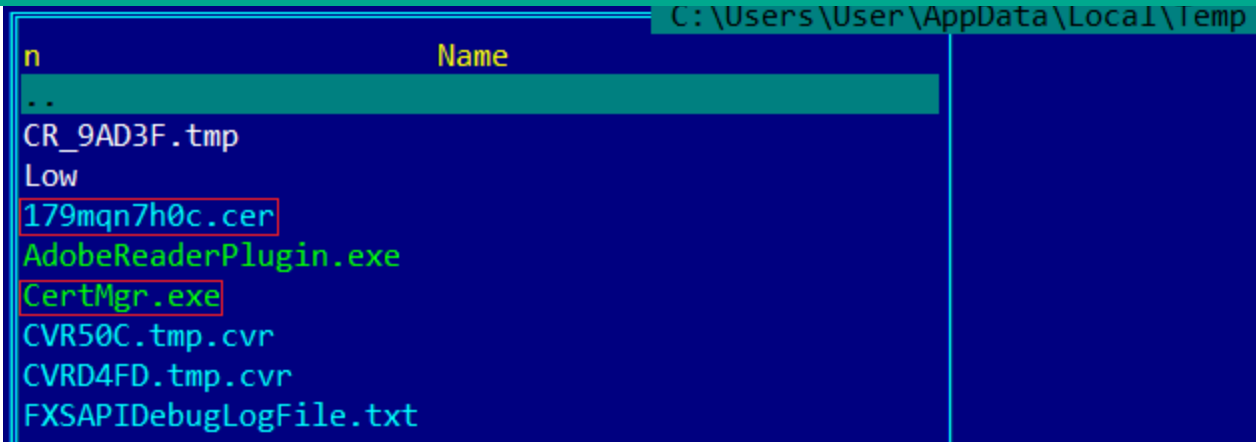 C:\Users\User\AppData\Local\Temp
n Name
..
CR_9AD3F.tmp
Low
179mqn7h0c.cer
AdobeReaderPlugin.exe
CertMgr.exe
CVR50C.tmp.cvr
CVRD4FD.tmp.cvr
FXSAPIDebugLogFile.txt